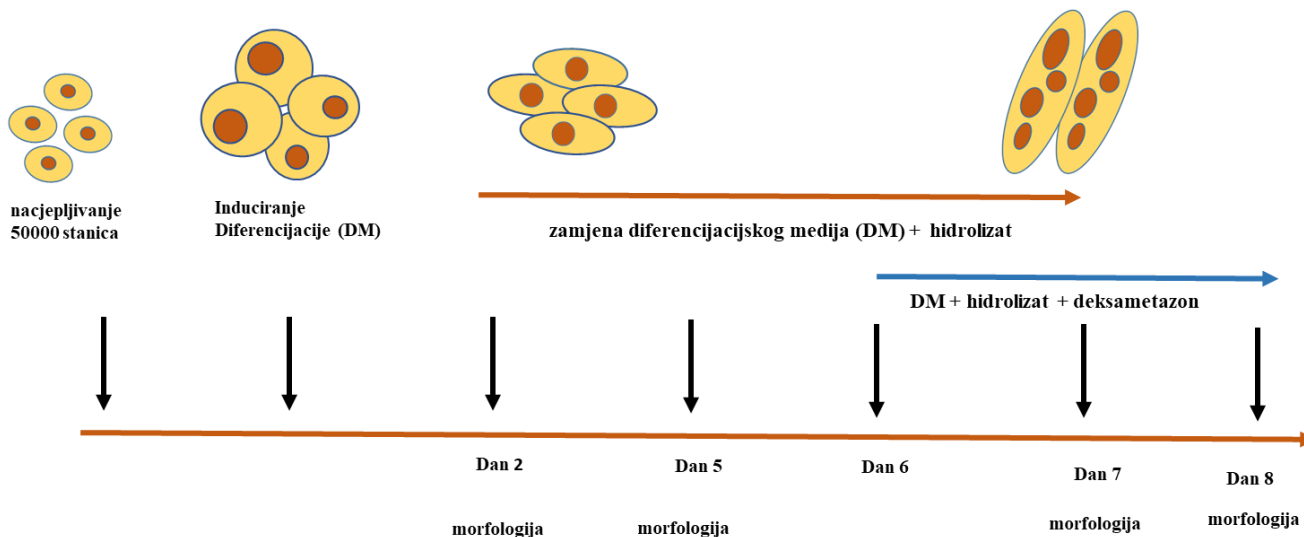 nacjepljivanje
50000 stanica
Induciranje
Diferencijacije (DM)
zamjena diferencijacijskog medija (DM) + hidrolizat
DM + hidrolizat + deksametazon
Dan 2
Dan 5
Dan 6
Dan 7
Dan 8
morfologija
morfologija
morfologija
morfologija